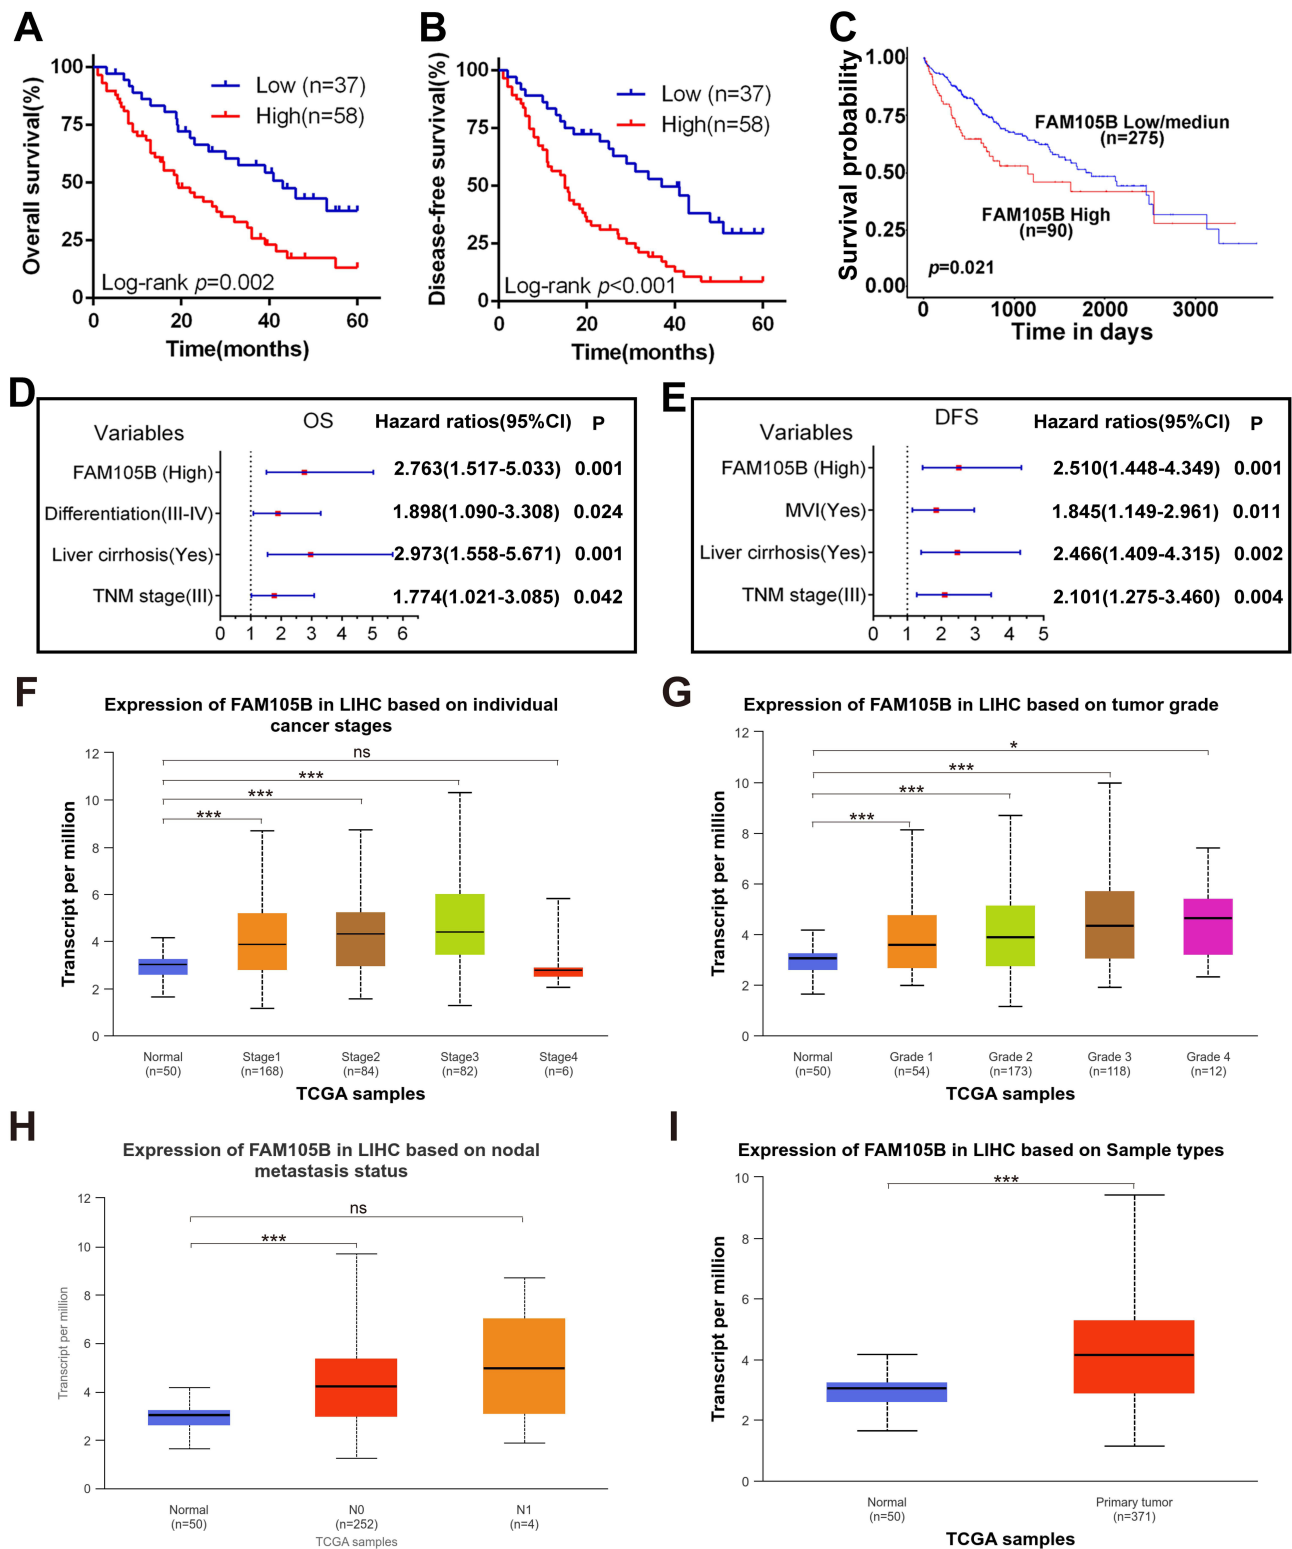 A
Overall survival(%)
100
75
50
25
0
Low (n=37)
High(n=58)
Log-rank p=0.002
0 20 40 60
Time(months)
B
Disease-free survival(%)
100
75
50
25
0
Low (n=37)
High(n=58)
Log-rank p<0.001
0 20 40 60
Time(months)
C
Survival probability
1.00
0.75
0.50
0.25
0.00
FAM105B Low/mediun
(n=275)
FAM105B High
(n=90)
p=0.021
0 1000 2000 3000
Time in days
D
Variables OS Hazard ratios(95%CI) P
FAM105B (High) 2.763(1.517-5.033) 0.001
Differentiation(III-IV) 1.898(1.090-3.308) 0.024
Liver cirrhosis(Yes) 2.973(1.558-5.671) 0.001
TNM stage(III) 1.774(1.021-3.085) 0.042
0 1 2 3 4 5 6
E
Variables DFS Hazard ratios(95%CI) P
FAM105B (High) 2.510(1.448-4.349) 0.001
MVI(Yes) 1.845(1.149-2.961) 0.011
Liver cirrhosis(Yes) 2.466(1.409-4.315) 0.002
TNM stage(III) 2.101(1.275-3.460) 0.004
0 1 2 3 4 5
F
Expression of FAM105B in LIHC based on individual
cancer stages
Transcript per million
12
10
8
6
4
2
0
ns
***
***
***
Normal Stage1 Stage2 Stage3 Stage4
(n=50) (n=168) (n=84) (n=82) (n=6)
TCGA samples
G
Expression of FAM105B in LIHC based on tumor grade
Transcript per million
12
10
8
6
4
2
0
*
***
***
***
Normal Grade 1 Grade 2 Grade 3 Grade 4
(n=50) (n=54) (n=173) (n=118) (n=12)
TCGA samples
H
Expression of FAM105B in LIHC based on nodal
metastasis status
Transcript per million
12
10
8
6
4
2
0
ns
***
Normal N0 N1
(n=50) (n=252) (n=4)
TCGA samples
I
Expression of FAM105B in LIHC based on Sample types
Transcript per million
10
8
6
4
2
0
***
Normal Primary tumor
(n=50) (n=371)
TCGA samples